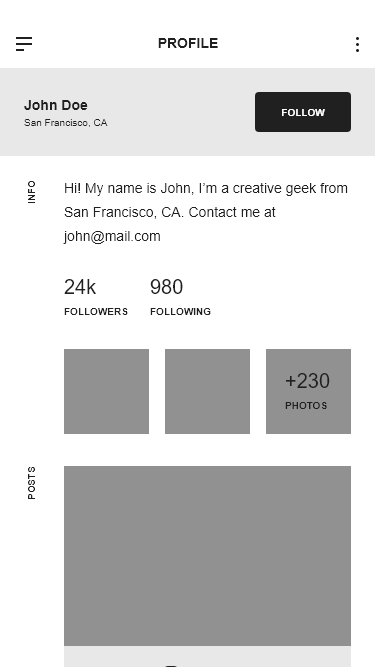 PROFILE
John Doe
San Francisco, CA
FOLLOW
INFO
Hi! My name is John, I'm a creative geek from
San Francisco, CA. Contact me at
john@mail.com
24k
FOLLOWERS
980
FOLLOWING
+230
PHOTOS
POSTS